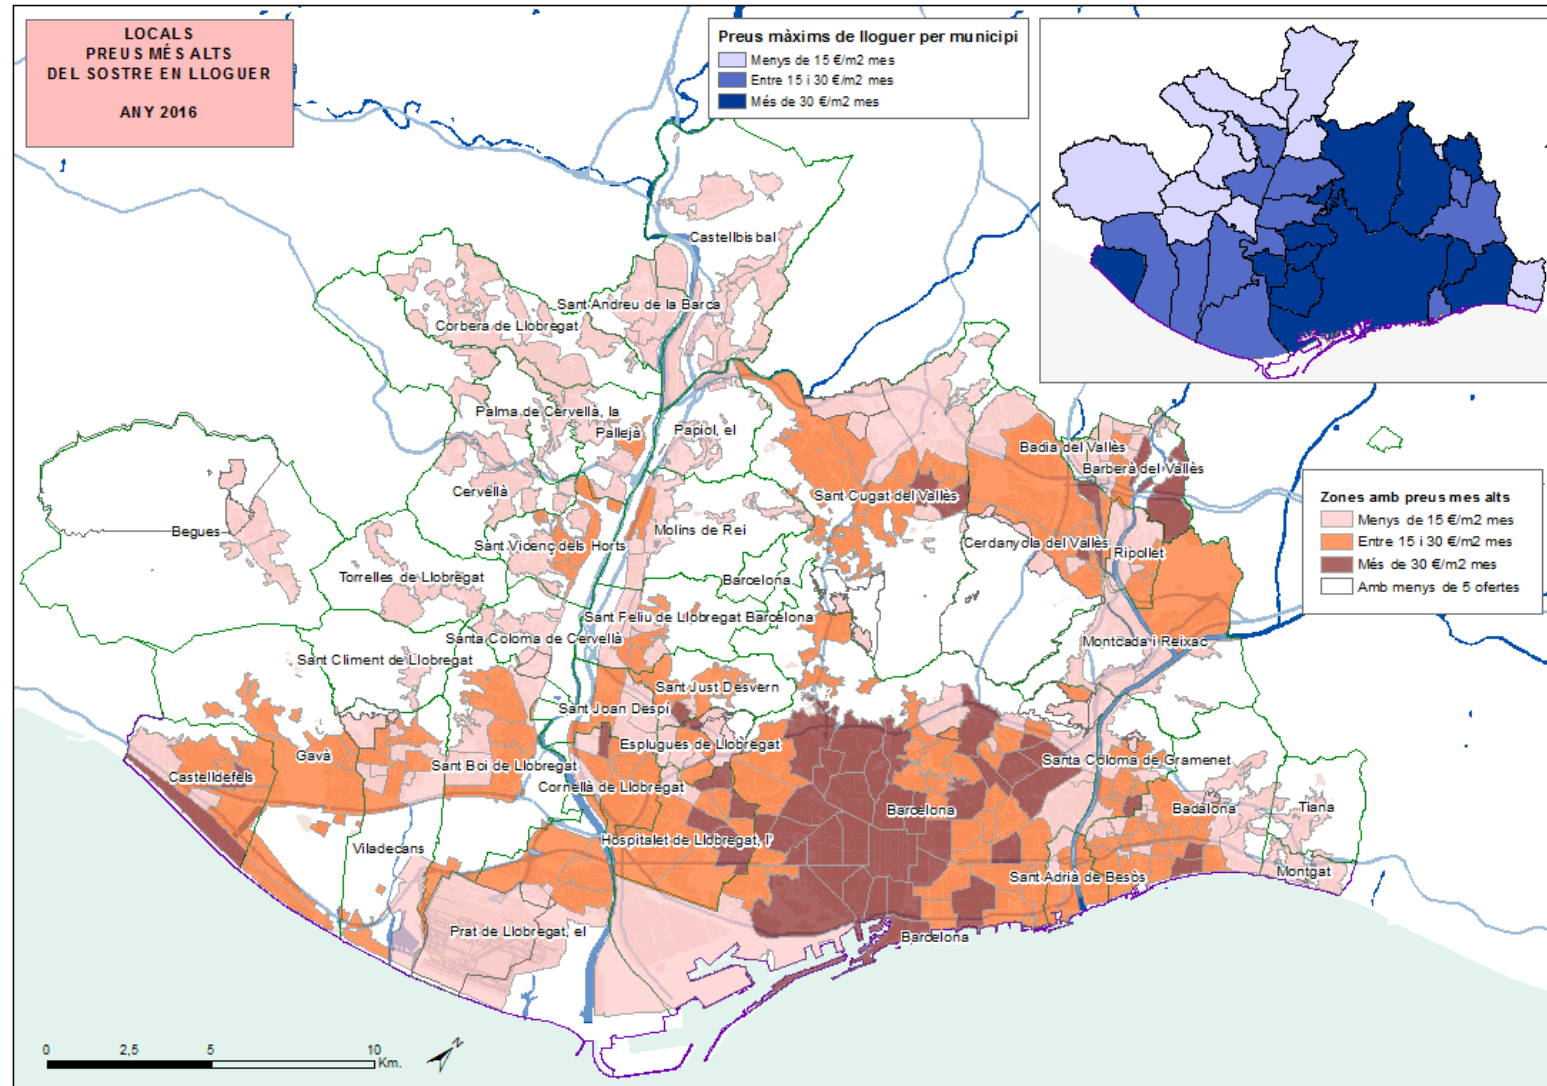 LOCALS
PREUS MÉS ALTS
DEL SOSTRE EN LLOGUER
ANY 2016
Preus màxims de lloguer per municipi
Menys de 15 €/m2 mes
Entre 15 i 30 €/m2 mes
Més de 30 €/m2 mes
Castellbisbal
Sant Andreu de la Barca
Corbera de Llobregat
Palma de Cervellà, la
Pallejà
Papiol, el
Badia del Vallès
Barberà del Vallès
Cervellà
Sant Cugat del Vallès
Zones amb preus mes alts
Menys de 15 €/m2 mes
Entre 15 i 30 €/m2 mes
Més de 30 €/m2 mes
Amb menys de 5 ofertes
Begues
Molins de Rei
Sant Vicenç dels Horts
Cerdanyola del Vallès
Ripollet
Torrelles de Llobregat
Barcelona
Sant Feliu de Llobregat
Barcelona
Santa Coloma de Cervellà
Montcada i Reixac
Sant Climent de Llobregat
Sant Just Desvern
Sant Joan Despí
Gavà
Esplugues de Llobregat
Santa Coloma de Gramenet
Castelldefels
Sant Boi de Llobregat
Cornellà de Llobregat
Barcelona
Badalona
Tiana
Viladecans
Hospitalet de Llobregat, l'
Sant Adrià de Besòs
Montgat
Prat de Llobregat, el
Barcelona
0 2,5 5 10
Km.
N